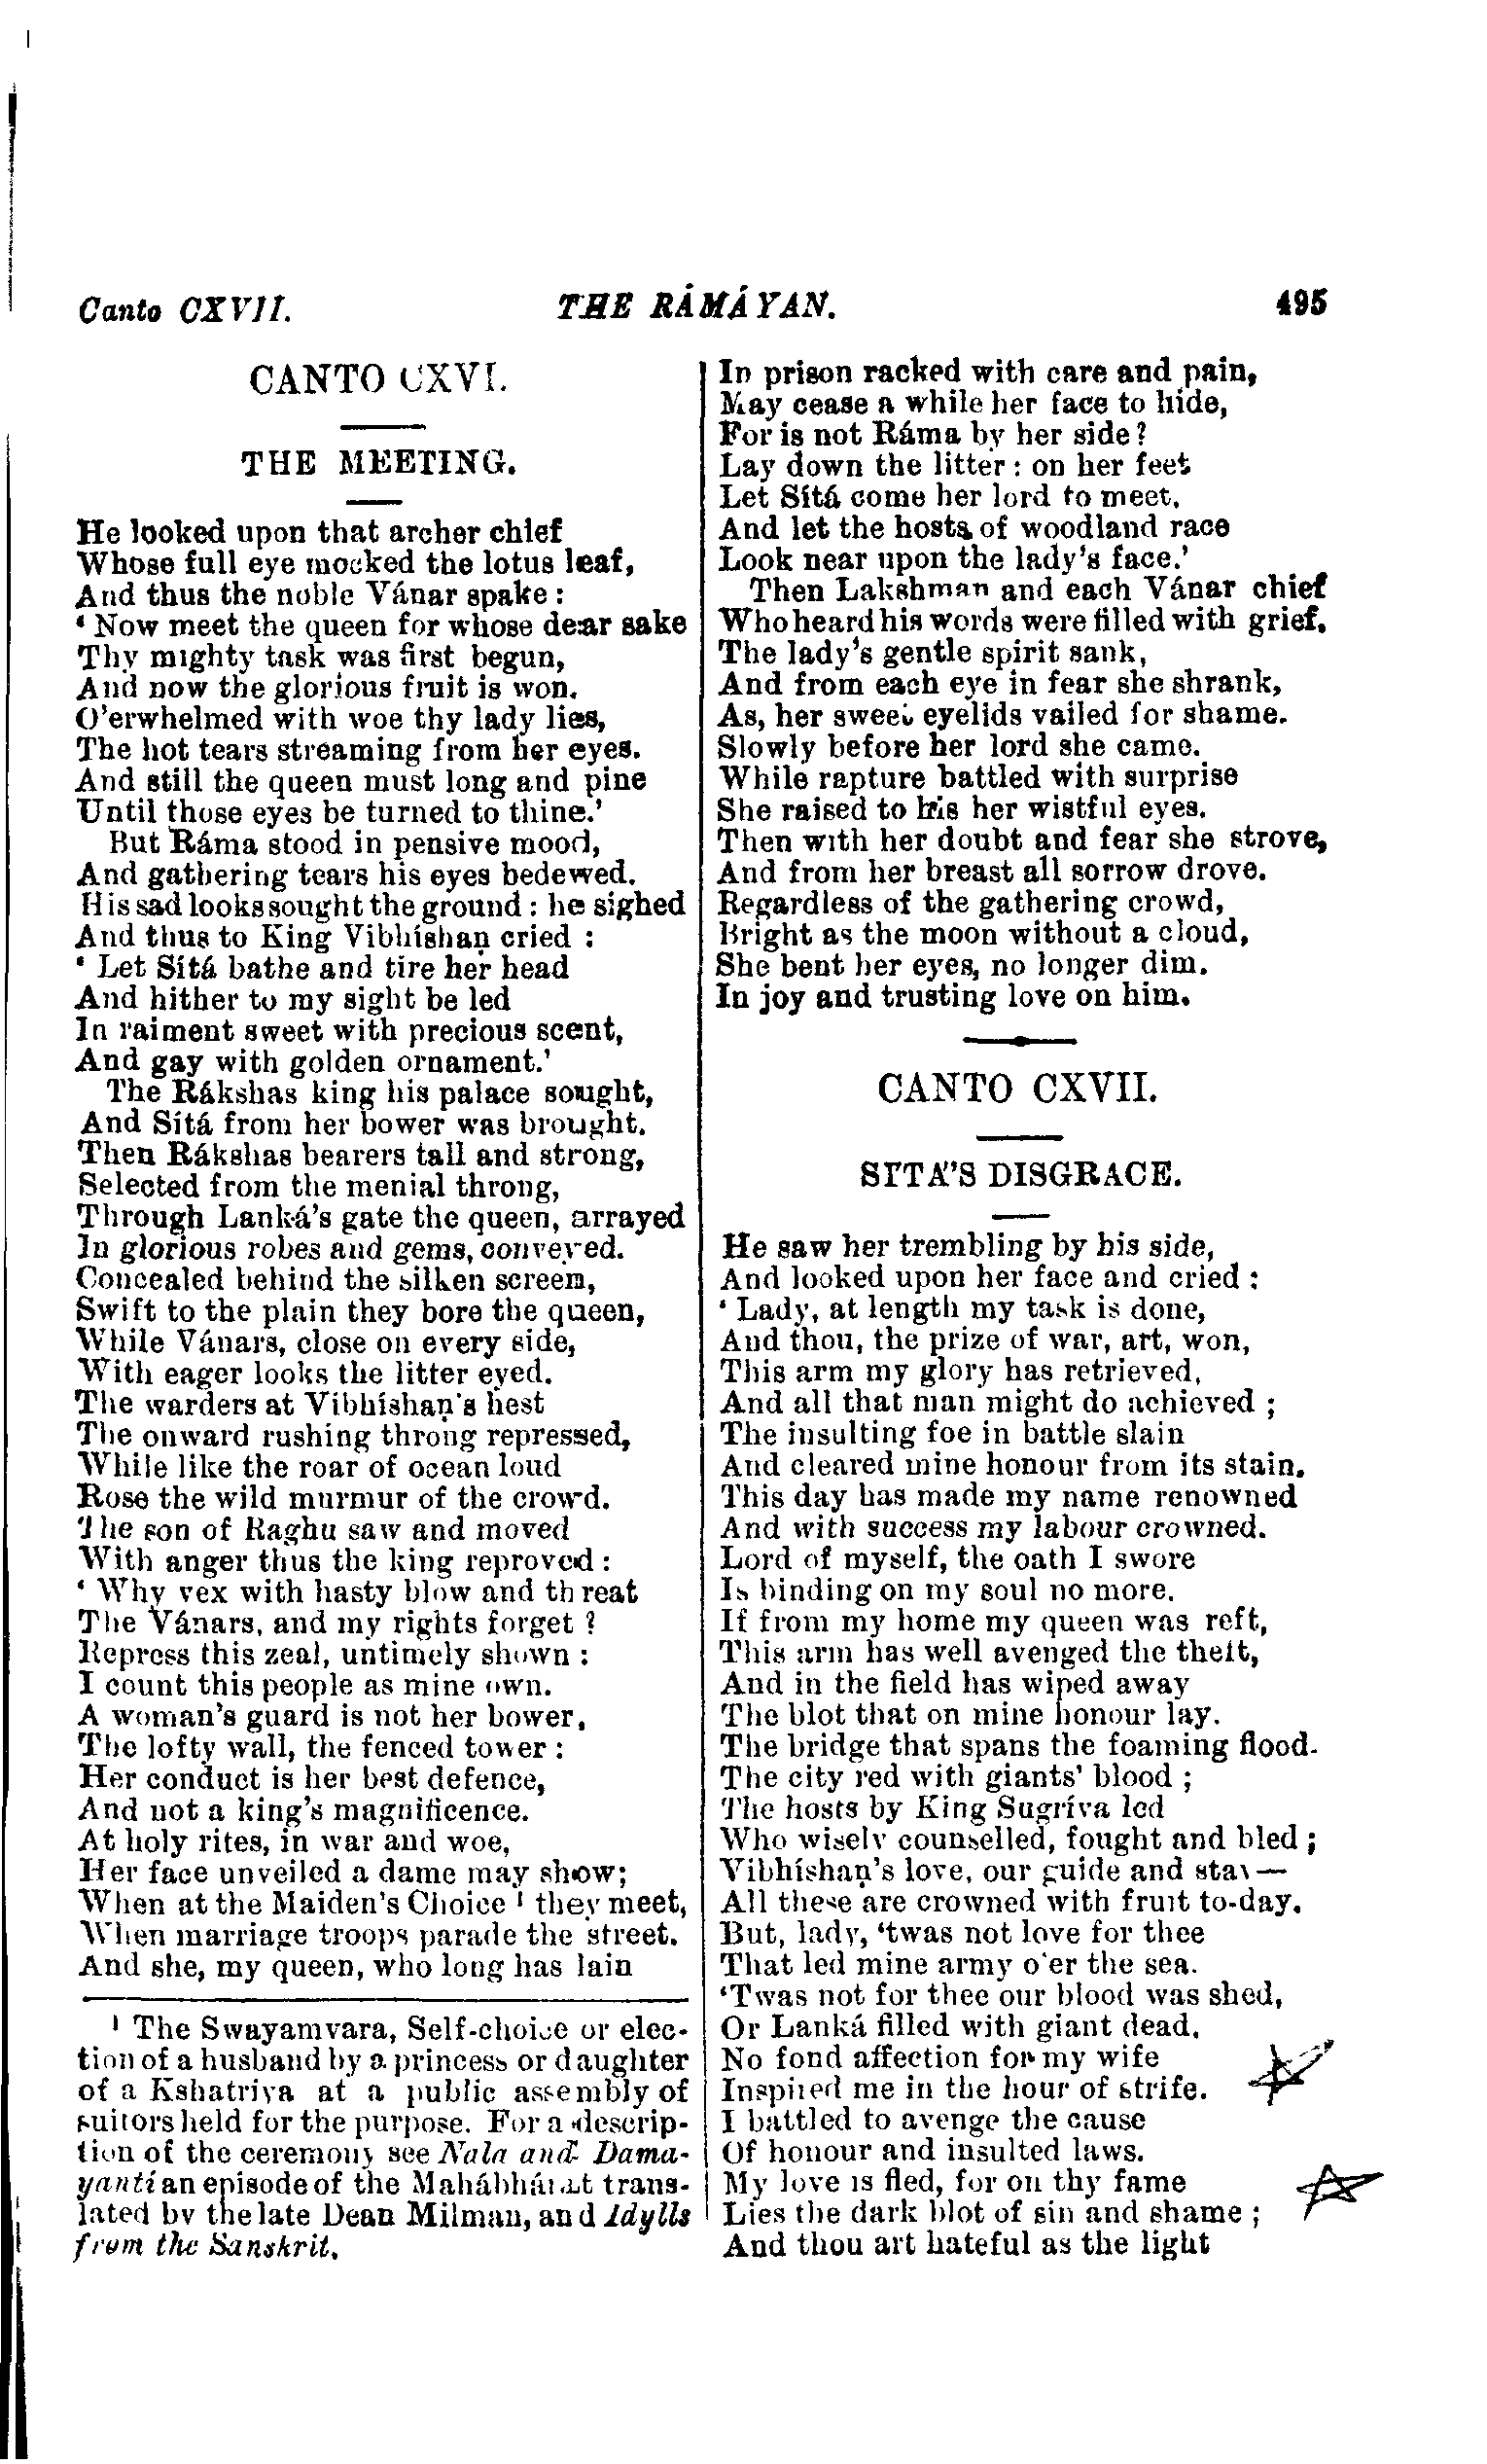 Canto CXVII. THE RÁMÁYAN. 495
CANTO CXVI.
THE MEETING.
He looked upon that archer chief
Whose full eye mocked the lotus leaf,
And thus the noble Vánar spake:
‘Now meet the queen for whose dear sake
Thy mighty task was first begun,
And now the glorious fruit is won.
O’erwhelmed with woe thy lady lies,
The hot tears streaming from her eyes.
And still the queen must long and pine
Until those eyes be turned to thine.’
But Ráma stood in pensive mood,
And gathering tears his eyes bedewed.
His sad looks sought the ground: he sighed
And thus to King Vibhíshaṇ cried:
‘Let Sítá bathe and tire her head
And hither to my sight be led
In raiment sweet with precious scent,
And gay with golden ornament.’
The Rákshas king his palace sought,
And Sítá from her bower was brought.
Then Rákshas bearers tall and strong,
Selected from the menial throng,
Through Lanká’s gate the queen, arrayed
In glorious robes and gems, conveyed.
Concealed behind the silken screen,
Swift to the plain they bore the queen,
While Vánars, close on every side,
With eager looks the litter eyed.
The warders at Vibhíshaṇ’s hest
The onward rushing throng repressed,
While like the roar of ocean loud
Rose the wild murmur of the crowd.
The son of Raghu saw and moved
With anger thus the king reproved:
‘Why vex with hasty blow and threat
The Vánars, and my rights forget?
Repress this zeal, untimely shown:
I count this people as mine own.
A woman’s guard is not her bower,
The lofty wall, the fenced tower:
Her conduct is her best defence,
And not a king’s magnificence.
At holy rites, in war and woe,
Her face unveiled a dame may show;
When at the Maiden’s Choice ¹ they meet,
When marriage troops parade the street.
And she, my queen, who long has lain
¹ The Swayamvara, Self-choice or elec-
tion of a husband by a princess or daughter
of a Kshatriya at a public assembly of
suitors held for the purpose. For a descrip-
tion of the ceremony see Nala and Dama-
yantí an episode of the Mahábhárat trans-
lated by the late Dean Milman, and Idylls
from the Sanskrit.
In prison racked with care and pain,
May cease a while her face to hide,
For is not Ráma by her side?
Lay down the litter: on her feet
Let Sítá come her lord to meet.
And let the hosts of woodland race
Look near upon the lady’s face.’
Then Lakshman and each Vánar chief
Who heard his words were filled with grief.
The lady’s gentle spirit sank,
And from each eye in fear she shrank,
As, her sweet eyelids vailed for shame.
Slowly before her lord she came.
While rapture battled with surprise
She raised to his her wistful eyes.
Then with her doubt and fear she strove,
And from her breast all sorrow drove.
Regardless of the gathering crowd,
Bright as the moon without a cloud,
She bent her eyes, no longer dim.
In joy and trusting love on him.
CANTO CXVII.
SÍTÁ’S DISGRACE.
He saw her trembling by his side,
And looked upon her face and cried:
‘Lady, at length my task is done,
And thou, the prize of war, art, won,
This arm my glory has retrieved,
And all that man might do achieved;
The insulting foe in battle slain
And cleared mine honour from its stain.
This day has made my name renowned
And with success my labour crowned.
Lord of myself, the oath I swore
Is binding on my soul no more.
If from my home my queen was reft,
This arm has well avenged the theft,
And in the field has wiped away
The blot that on mine honour lay.
The bridge that spans the foaming flood.
The city red with giants’ blood;
The hosts by King Sugríva led
Who wisely counselled, fought and bled;
Vibhíshaṇ’s love, our guide and stay—
All these are crowned with fruit to-day.
But, lady, ‘twas not love for thee
That led mine army o’er the sea.
‘Twas not for thee our blood was shed,
Or Lanká filled with giant dead.
No fond affection for my wife
Inspired me in the hour of strife.
I battled to avenge the cause
Of honour and insulted laws.
My love is fled, for on thy fame
Lies the dark blot of sin and shame;
And thou art hateful as the light